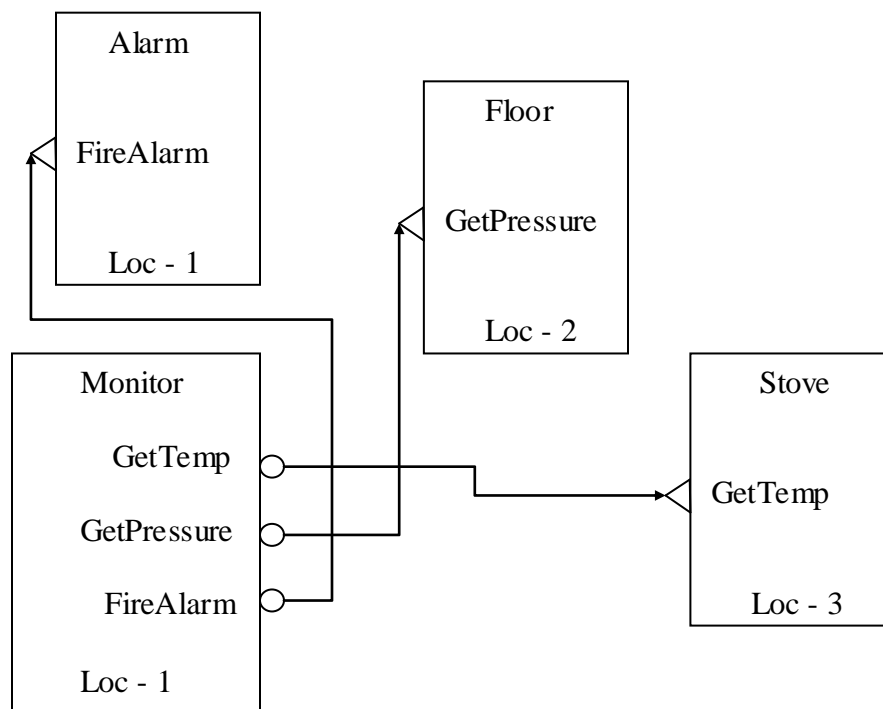 Alarm
FireAlarm
Loc - 1
Floor
GetPressure
Loc - 2
Monitor
GetTemp
GetPressure
FireAlarm
Loc - 1
Stove
GetTemp
Loc - 3